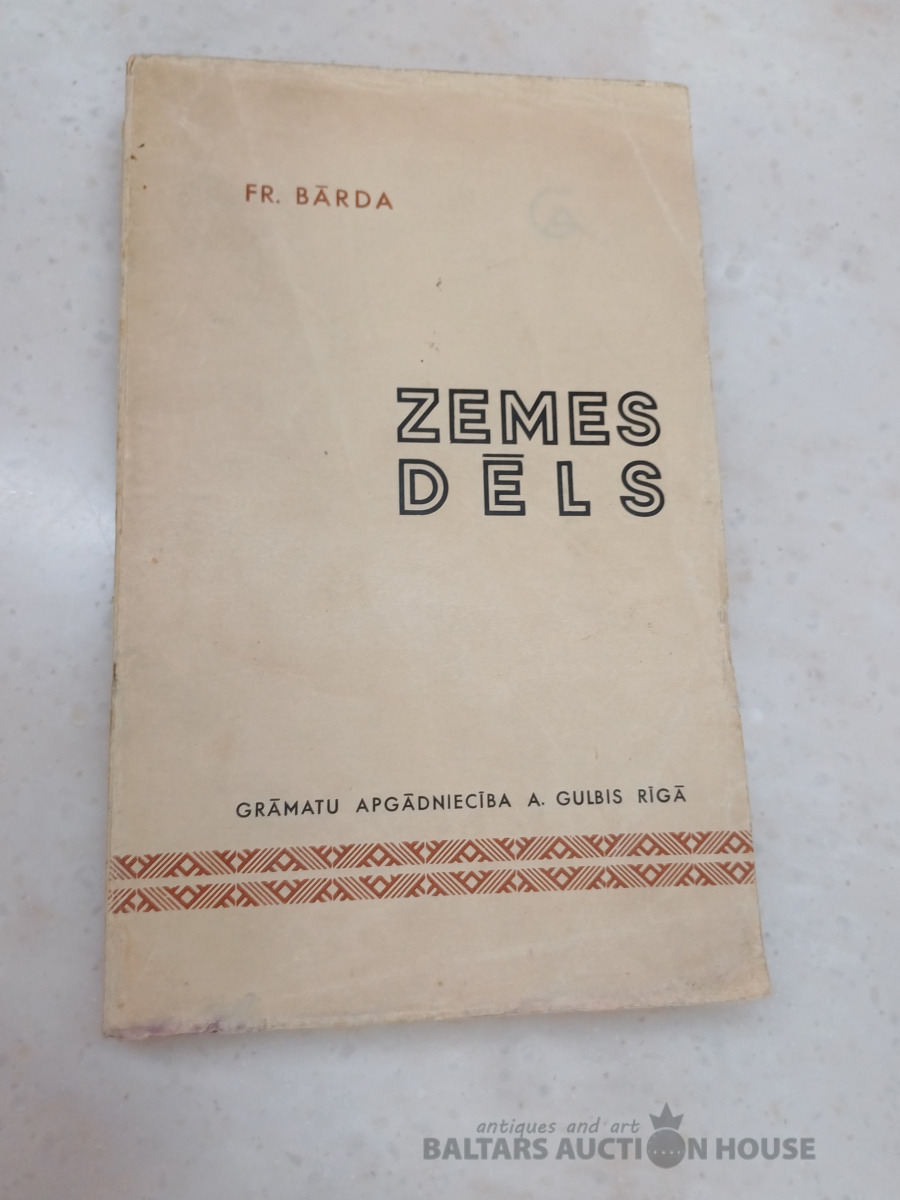 FR. BĀRDA
ZEMES
DĒLS
GRĀMATU APGĀDNIECĪBA A. GULBIS RĪGĀ
antiques and art
BALTARS AUCTION HOUSE